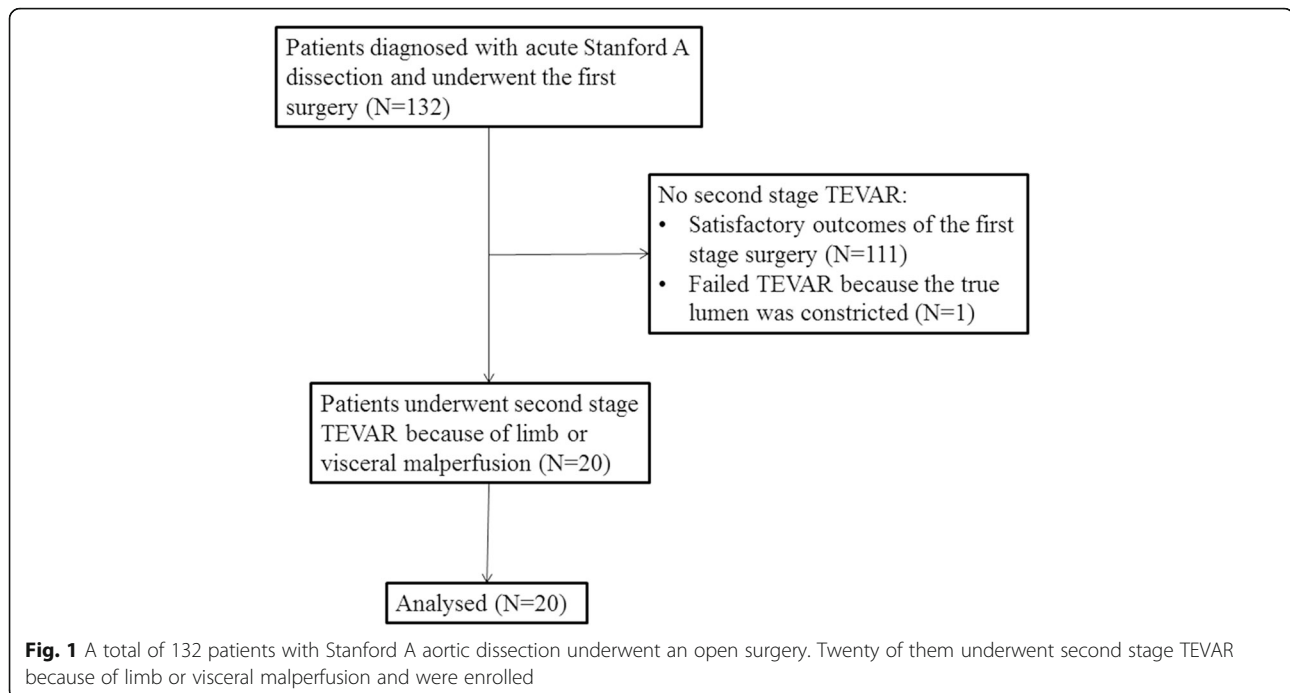 Patients diagnosed with acute Stanford A
dissection and underwent the first
surgery (N=132)
No second stage TEVAR:
• Satisfactory outcomes of the first
stage surgery (N=111)
• Failed TEVAR because the true
lumen was constricted (N=1)
Patients underwent second stage
TEVAR because of limb or
visceral malperfusion (N=20)
Analysed (N=20)
Fig. 1 A total of 132 patients with Stanford A aortic dissection underwent an open surgery. Twenty of them underwent second stage TEVAR
because of limb or visceral malperfusion and were enrolled